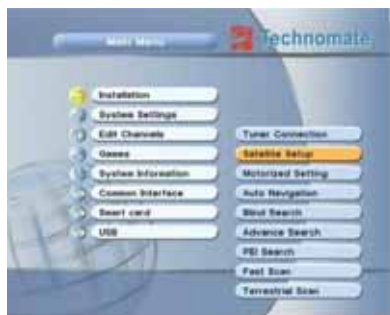 Main Menu
Technomate
Installation
System Settings
Edit Channels
Games
System Information
Common Interface
Smart card
USB
Tuner Connection
Satellite Setup
Motorized Setting
Auto Navigation
Blind Search
Advance Search
PID Search
Fast Scan
Terrestrial Scan